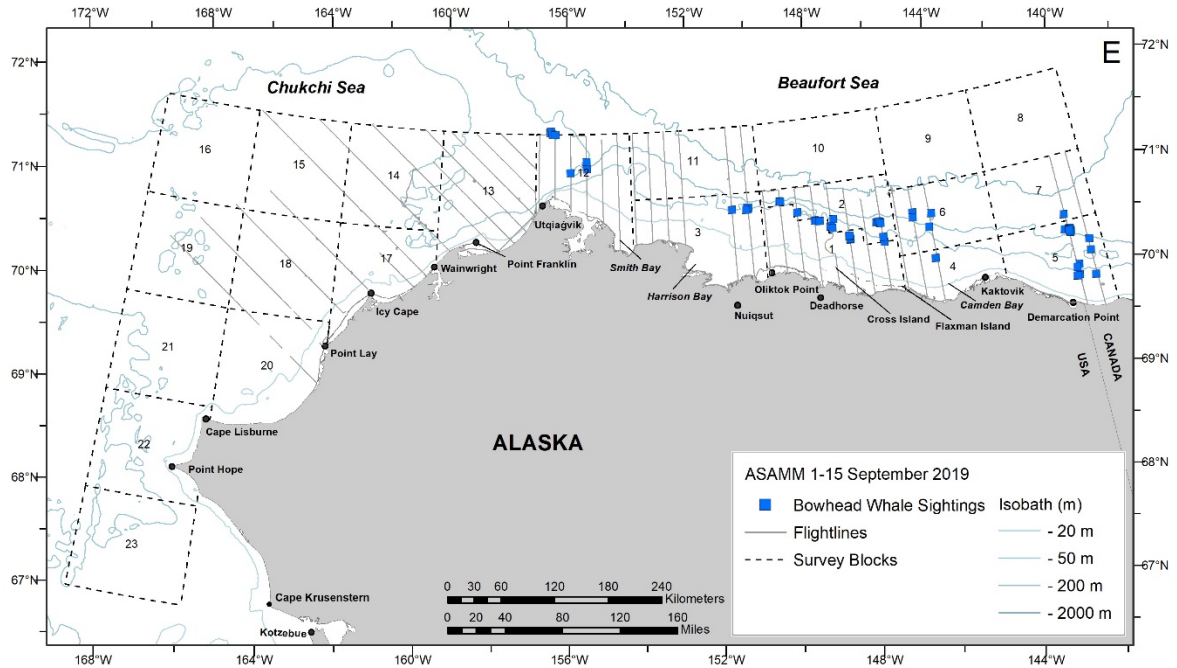 172°W 168°W 164°W 160°W 156°W 152°W 148°W 144°W 140°W
E
Chukchi Sea
Beaufort Sea
72°N
72°N
8
9
10
16
15
11
71°N
71°N
14
12
13
7
2
6
Utqiaġvik
3
19
18
17
Point Franklin
1
5
Smith Bay
4
70°N
70°N
Wainwright
Harrison Bay
Oliktok Point
Kaktovik
Camden Bay
Icy Cape
Nuiqsut
Deadhorse
Cross Island
Flaxman Island
Demarcation Point
21
20
Point Lay
USA
CANADA
69°N
69°N
Cape Lisburne
22
ALASKA
68°N
68°N
Point Hope
23
67°N
67°N
Cape Krusenstern
Kotzebue
0 30 60 120 180 240
Kilometers
0 20 40 80 120 160
Miles
ASAMM 1-15 September 2019
Bowhead Whale Sightings
Flightlines
Survey Blocks
Isobath (m)
- 20 m
- 50 m
- 200 m
- 2000 m
168°W 164°W 160°W 156°W 152°W 148°W 144°W